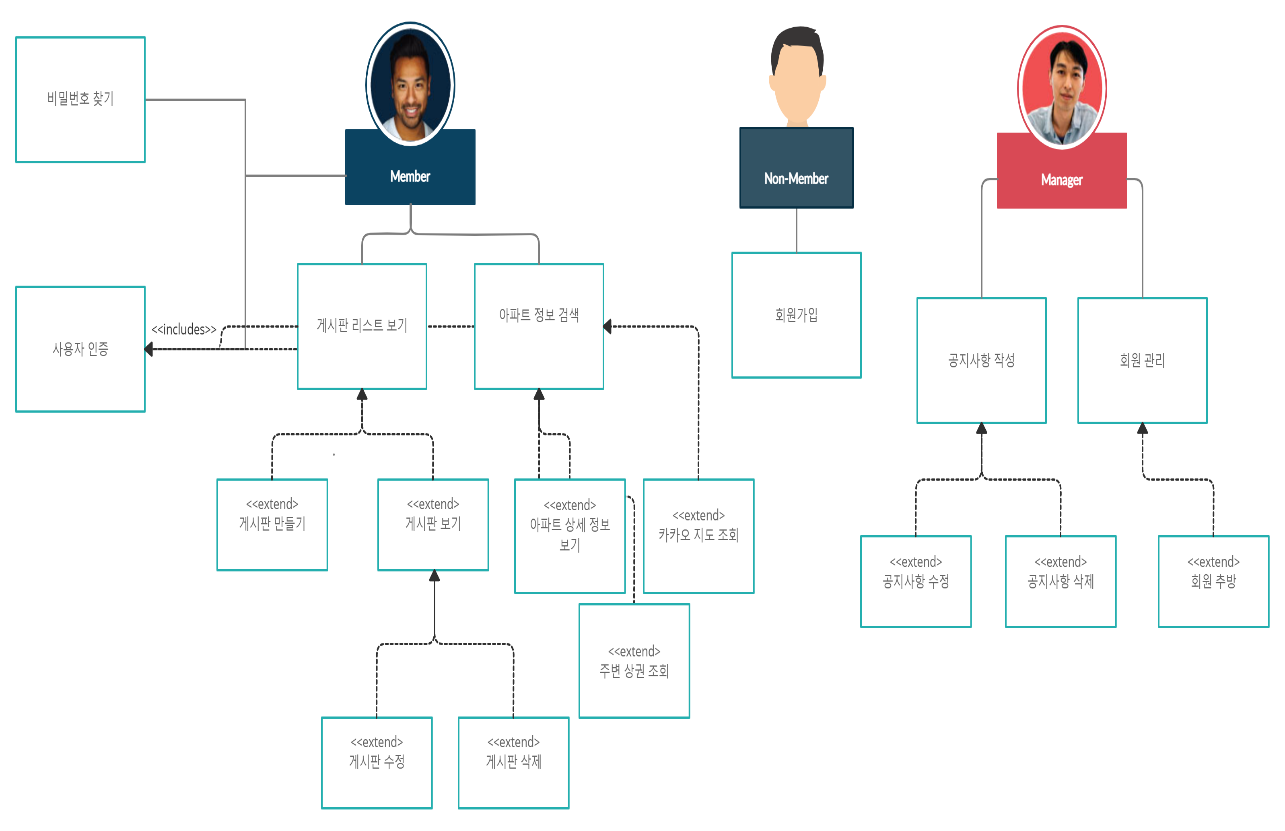 비밀번호 찾기
Member
Non-Member
Manager
<<includes>>
사용자 인증
게시판 리스트 보기
아파트 정보 검색
회원가입
공지사항 작성
회원 관리
<<extend>>
게시판 만들기
<<extend>>
게시판 보기
<<extend>>
아파트 상세 정보
보기
<<extend>>
카카오 지도 조회
<<extend>>
공지사항 수정
<<extend>>
공지사항 삭제
<<extend>>
회원 추방
<<extend>>
주변 상권 조회
<<extend>>
게시판 수정
<<extend>>
게시판 삭제